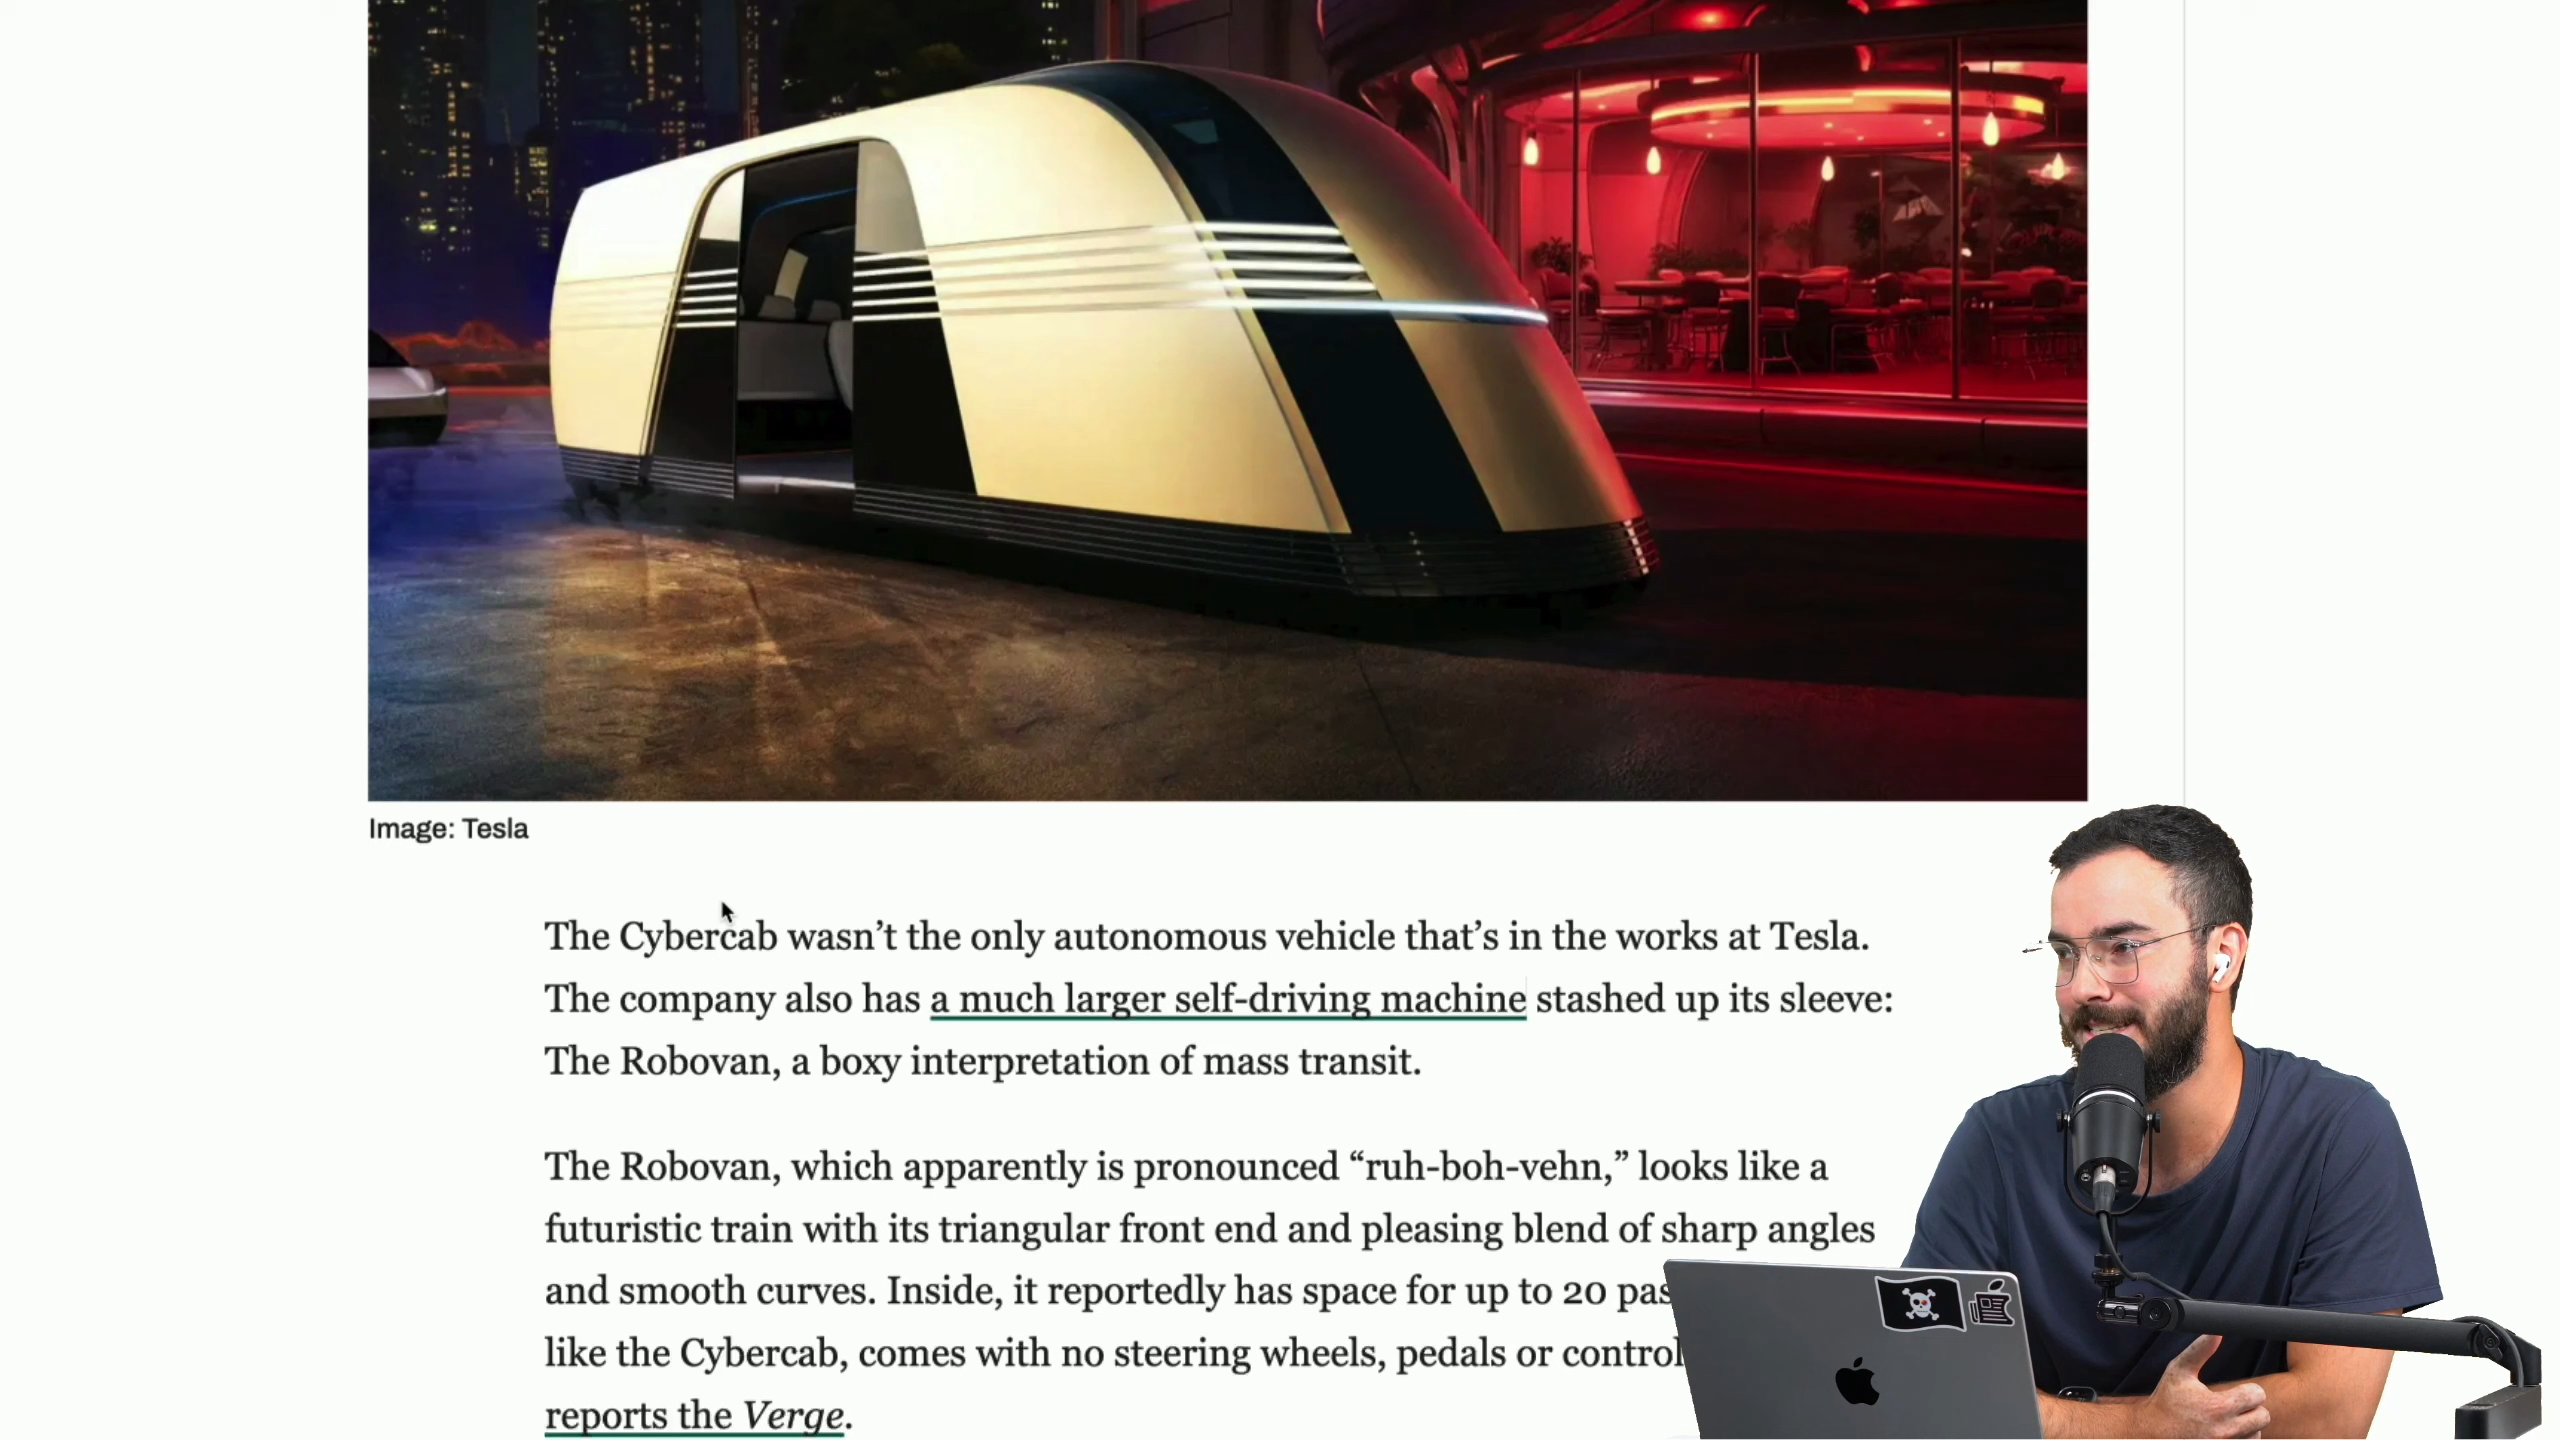 Image: Tesla
The Cybercab wasn’t the only autonomous vehicle that’s in the works at Tesla.
The company also has a much larger self-driving machine stashed up its sleeve:
The Robovan, a boxy interpretation of mass transit.
The Robovan, which apparently is pronounced “ruh-boh-vehn,” looks like a
futuristic train with its triangular front end and pleasing blend of sharp angles
and smooth curves. Inside, it reportedly has space for up to 20
like the Cybercab, comes with no steering wheels, pedals or
reports the Verge.